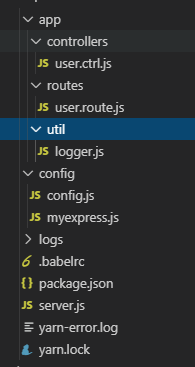 app
controllers
JS user.ctrl.js
routes
JS user.route.js
util
JS logger.js
config
JS config.js
JS myexpress.js
logs
.babelrc
{} package.json
JS server.js
yarn-error.log
yarn.lock